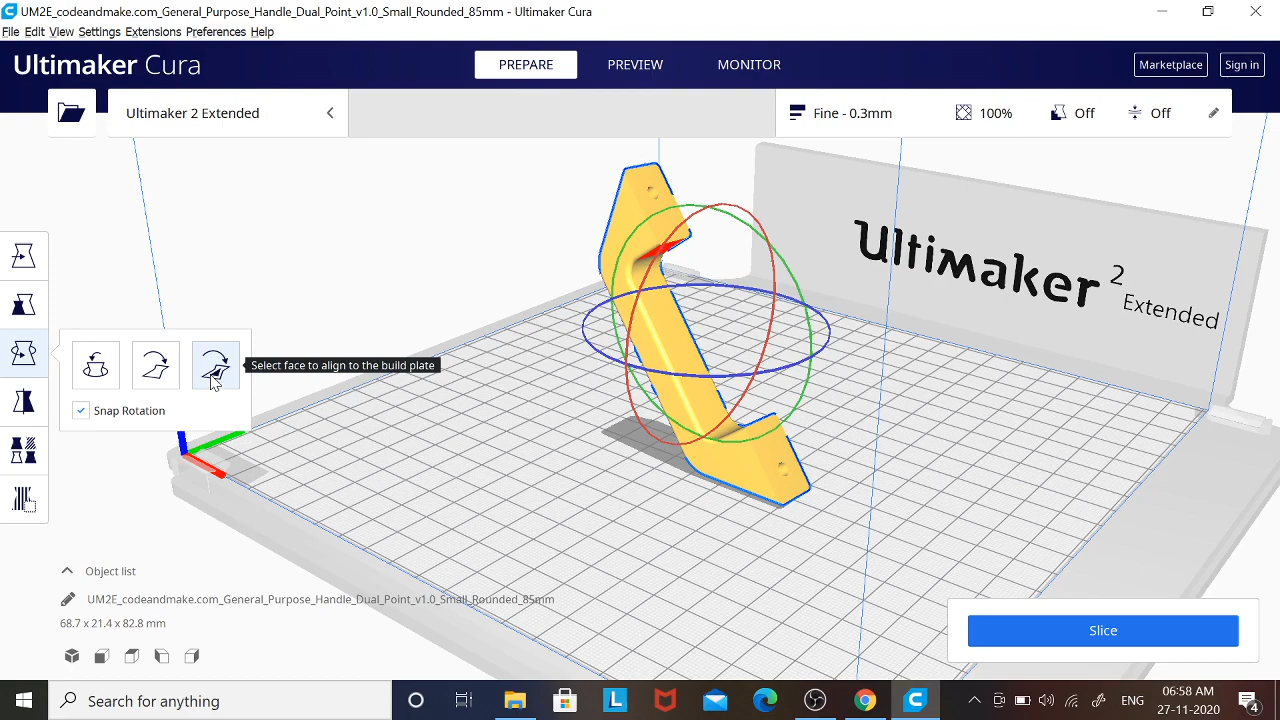 UM2E_codeandmake.com_General_Purpose_Handle_Dual_Point_v1.0_Small_Rounded_85mm - Ultimaker Cura
File Edit View Settings Extensions Preferences Help
Ultimaker Cura
PREPARE PREVIEW MONITOR
Marketplace Sign in
Ultimaker 2 Extended
Fine - 0.3mm 100% Off Off
Ultimaker 2
Extended
Select face to align to the build plate
Snap Rotation
Object list
UM2E_codeandmake.com_General_Purpose_Handle_Dual_Point_v1.0_Small_Rounded_85mm
68.7 x 21.4 x 82.8 mm
Slice
Search for anything
ENG
06:58 AM
27-11-2020
4